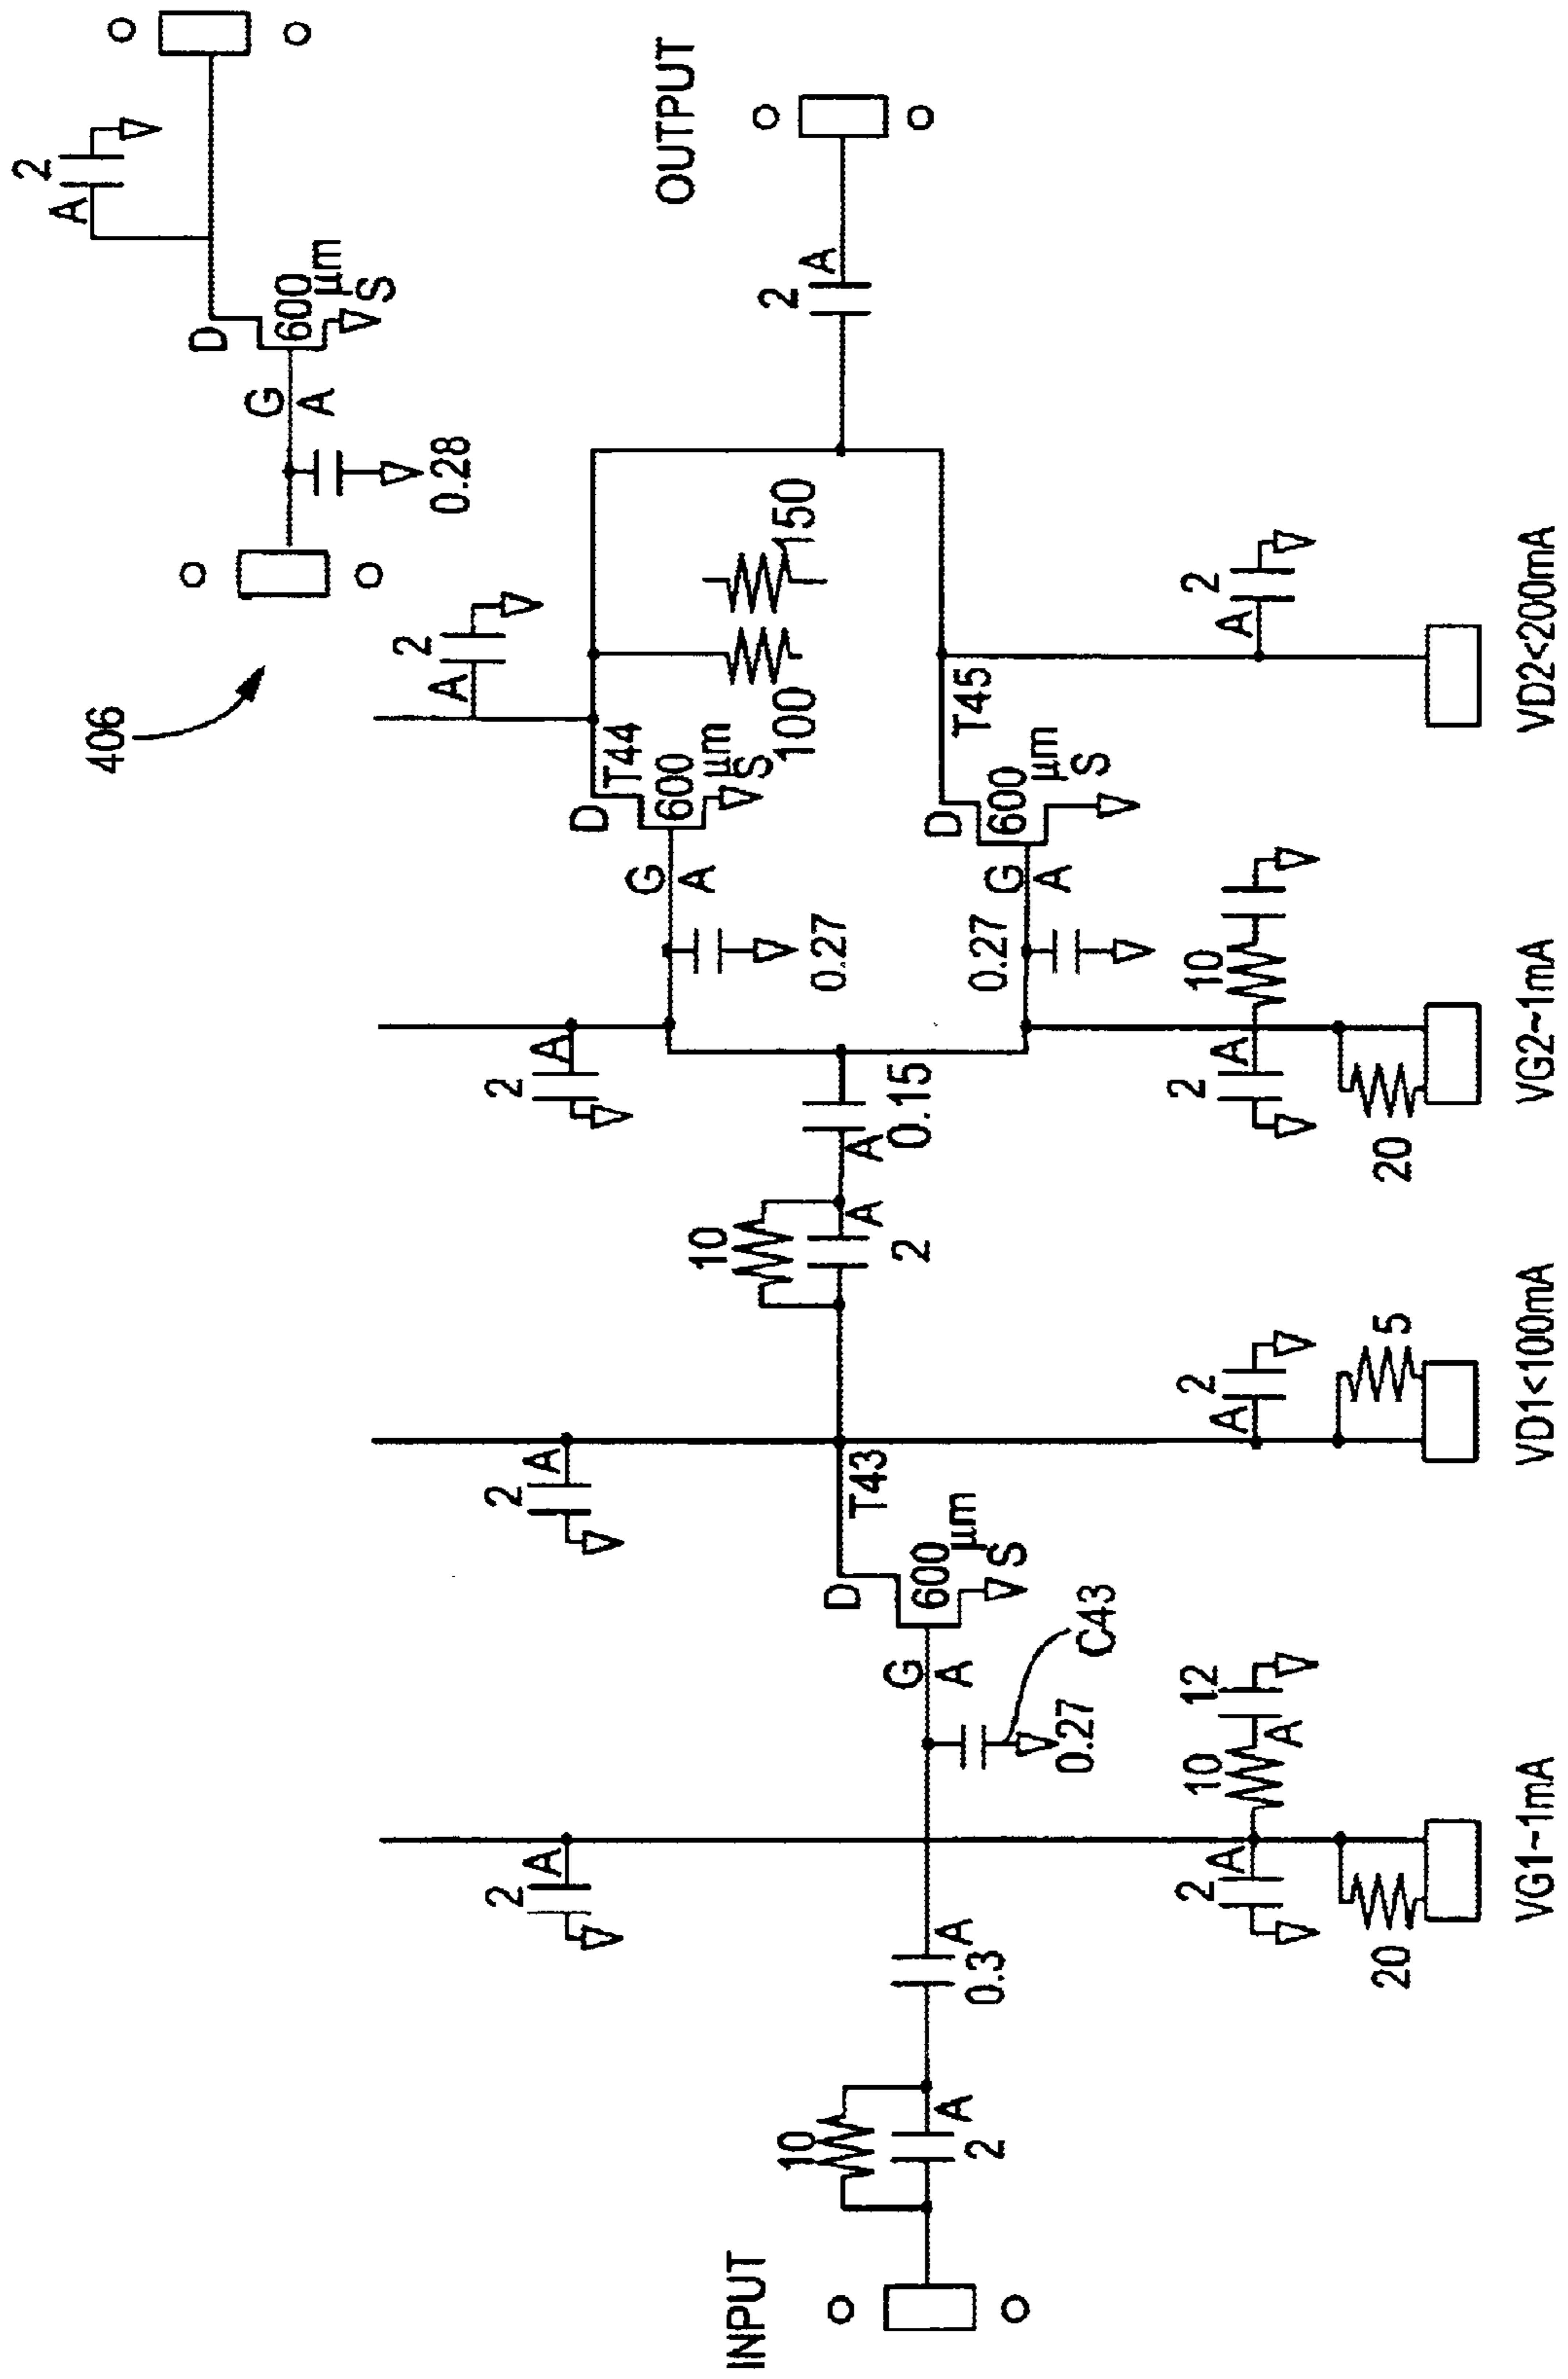 406
A
2
G
A
0.28
D
600
µm
S
INPUT
10
A
2
A
0.3
2
A
G
A
0.27
C43
D
T43
600
µm
S
2
A
10
A
2
A
0.15
2
A
G
A
0.27
D
T44
600
µm
S
A
2
100
150
0.27
G
A
D
T45
600
µm
S
2
A
OUTPUT
2
A
10
A
12
20
VG1~1mA
A
2
5
VD1<100mA
2
A
10
20
VG2~1mA
A
2
VD2<200mA